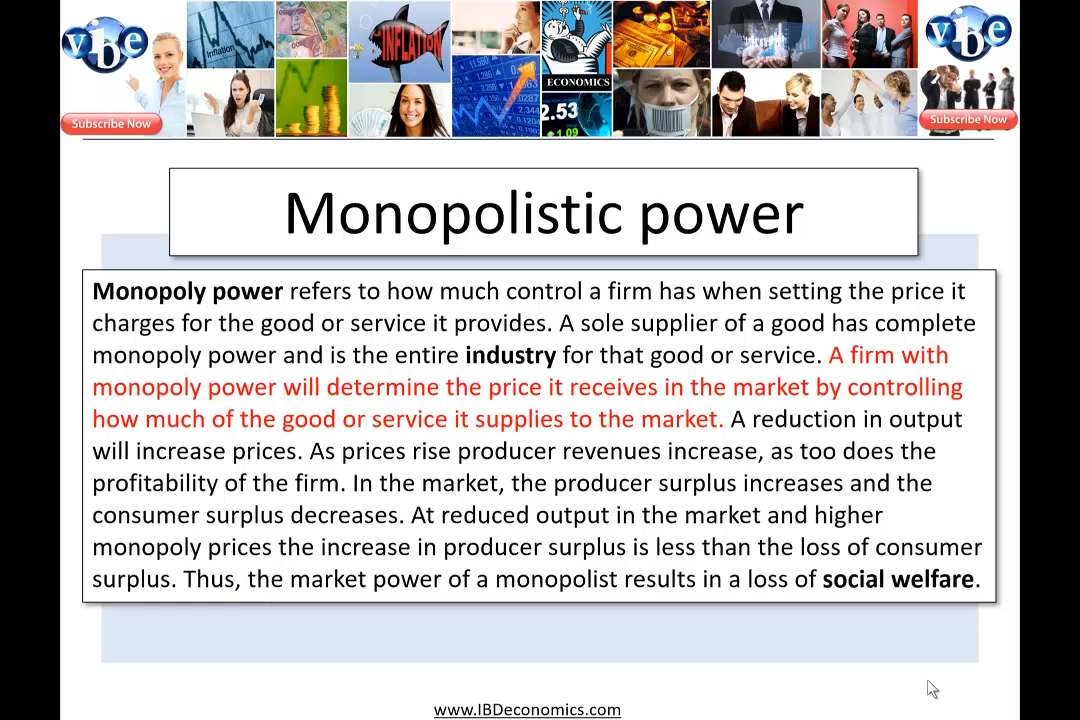 vbe
Subscribe Now
Inflation
INFLATION
ECONOMICS
2.53
1.09
vbe
Subscribe Now
Monopolistic power
Monopoly power refers to how much control a firm has when setting the price it
charges for the good or service it provides. A sole supplier of a good has complete
monopoly power and is the entire industry for that good or service. A firm with
monopoly power will determine the price it receives in the market by controlling
how much of the good or service it supplies to the market. A reduction in output
will increase prices. As prices rise producer revenues increase, as too does the
profitability of the firm. In the market, the producer surplus increases and the
consumer surplus decreases. At reduced output in the market and higher
monopoly prices the increase in producer surplus is less than the loss of consumer
surplus. Thus, the market power of a monopolist results in a loss of social welfare.
www.IBDeconomics.com